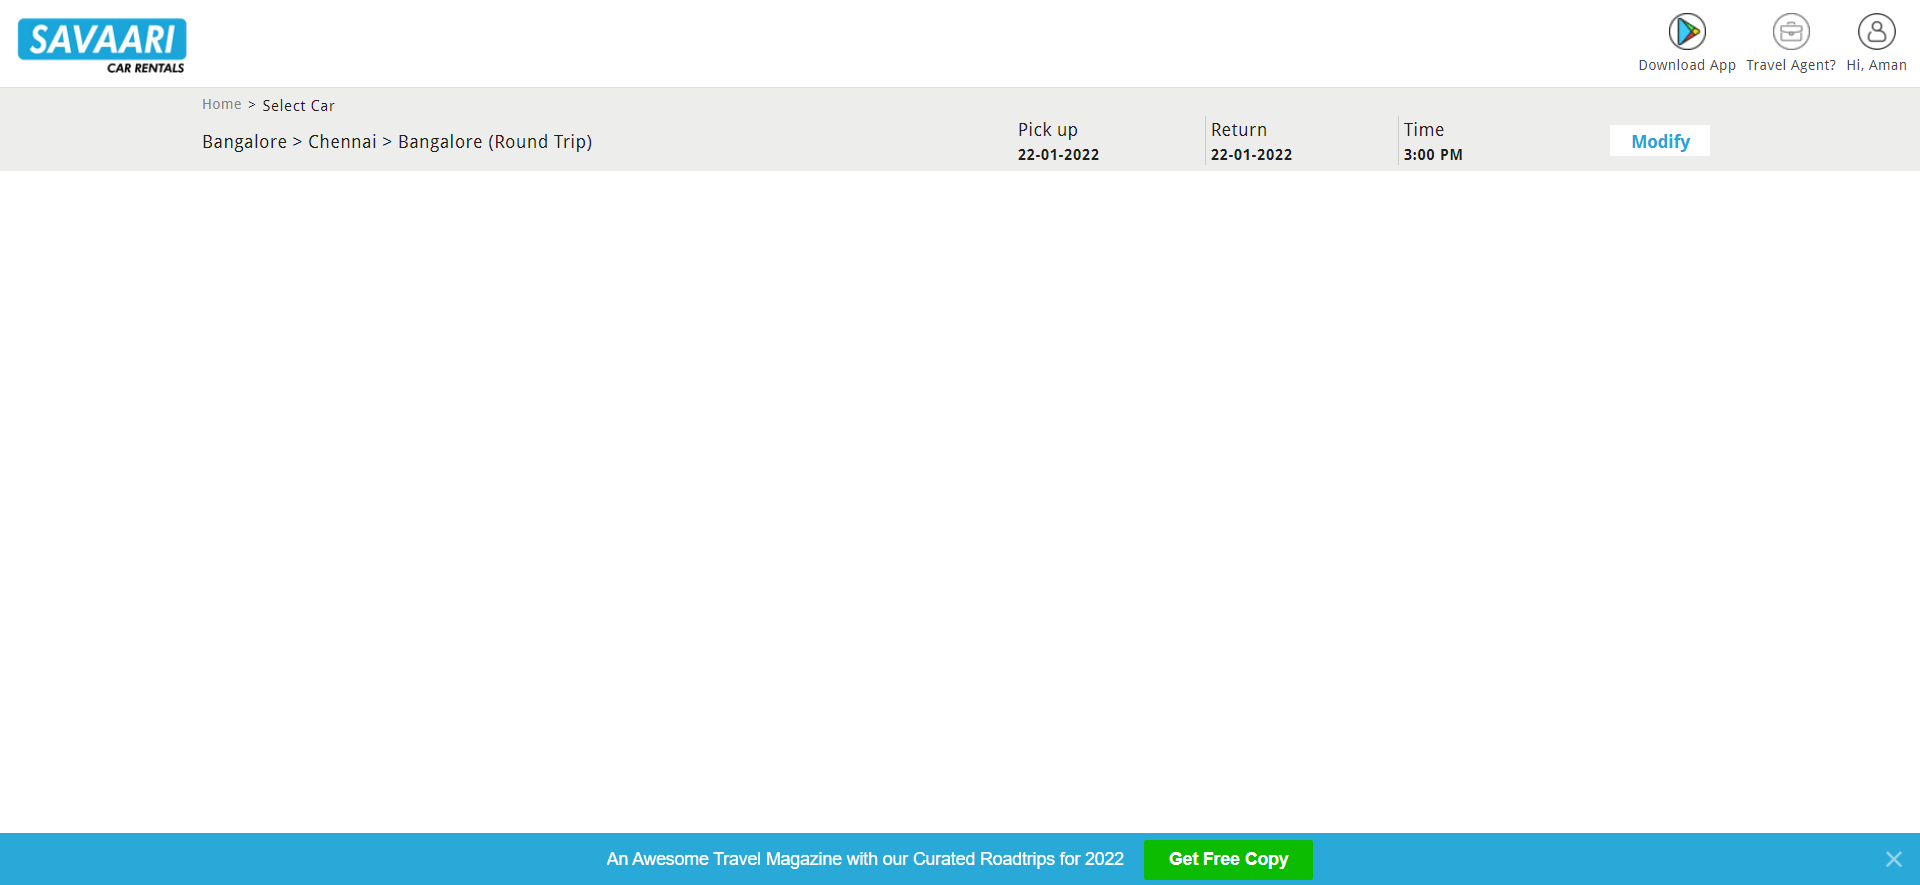 SAVAARI
CAR RENTALS
Download App
Travel Agent?
Hi, Aman
Home > Select Car
Bangalore > Chennai > Bangalore (Round Trip)
Pick up
22-01-2022
Return
22-01-2022
Time
3:00 PM
Modify
An Awesome Travel Magazine with our Curated Roadtrips for 2022
Get Free Copy